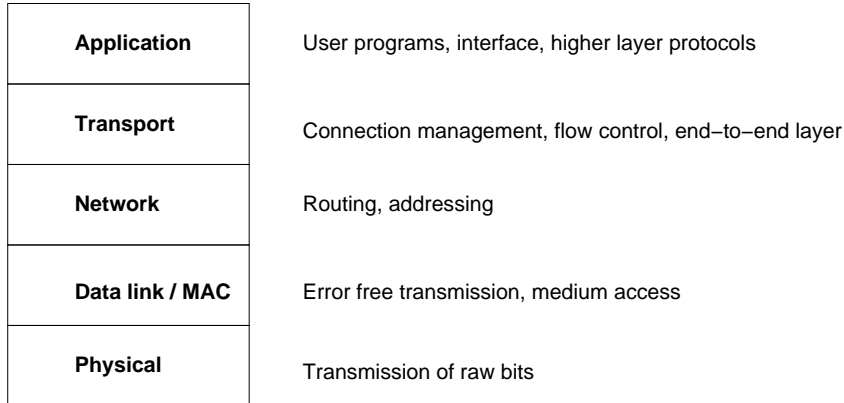 Application
User programs, interface, higher layer protocols
Transport
Connection management, flow control, end−to−end layer
Network
Routing, addressing
Data link / MAC
Error free transmission, medium access
Physical
Transmission of raw bits